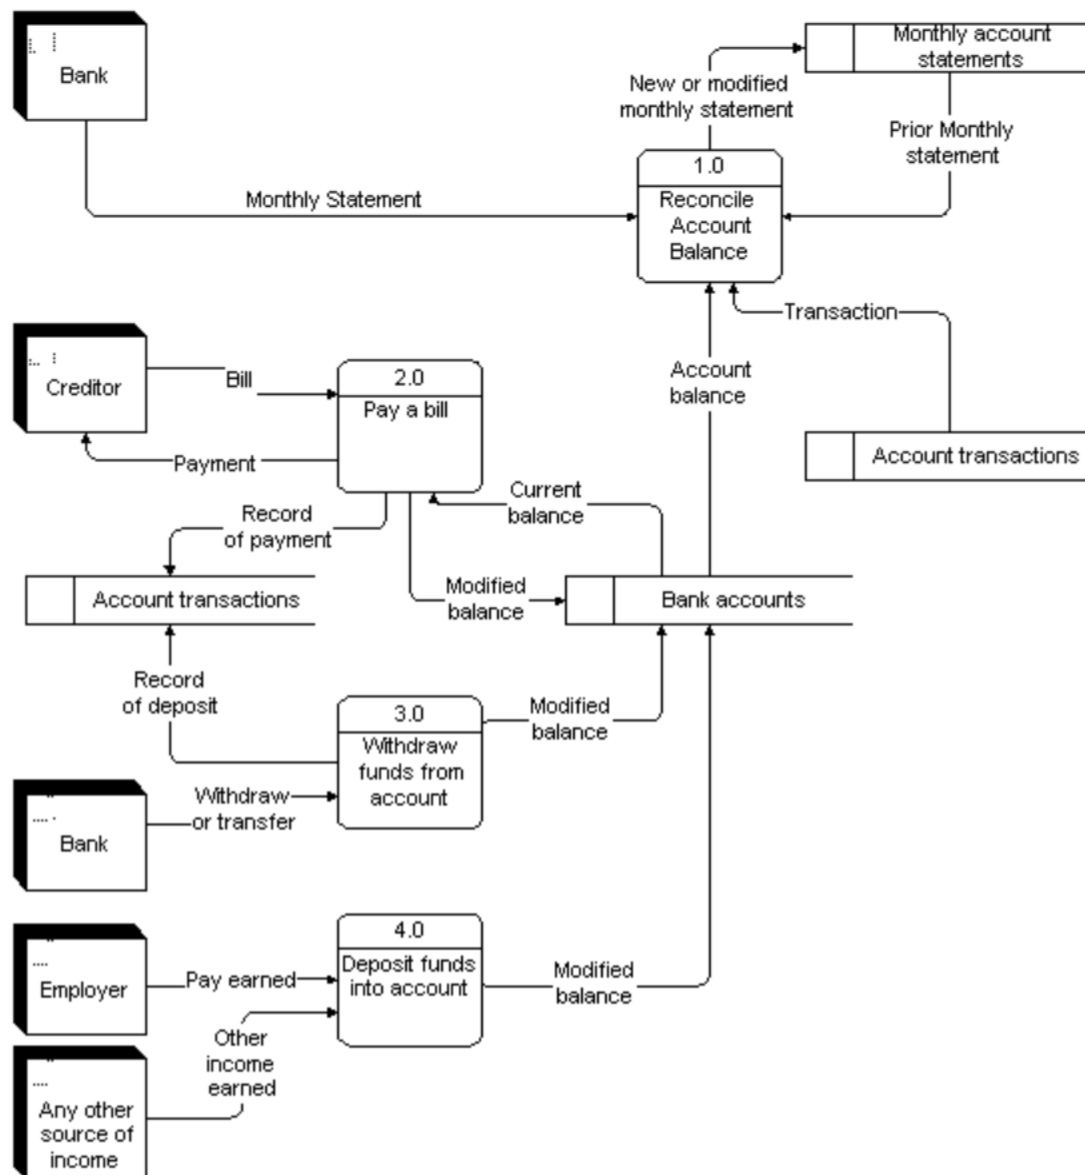 Bank
Monthly account
statements
New or modified
monthly statement
Prior Monthly
statement
1.0
Reconcile
Account
Balance
Monthly Statement
Transaction
Creditor
Bill
2.0
Pay a bill
Account
balance
Payment
Account transactions
Current
balance
Record
of payment
Account transactions
Modified
balance
Bank accounts
Record
of deposit
3.0
Withdraw
funds from
account
Modified
balance
Bank
Withdraw
or transfer
4.0
Deposit funds
into account
Employer
Pay earned
Modified
balance
Other
income
earned
Any other
source of
income